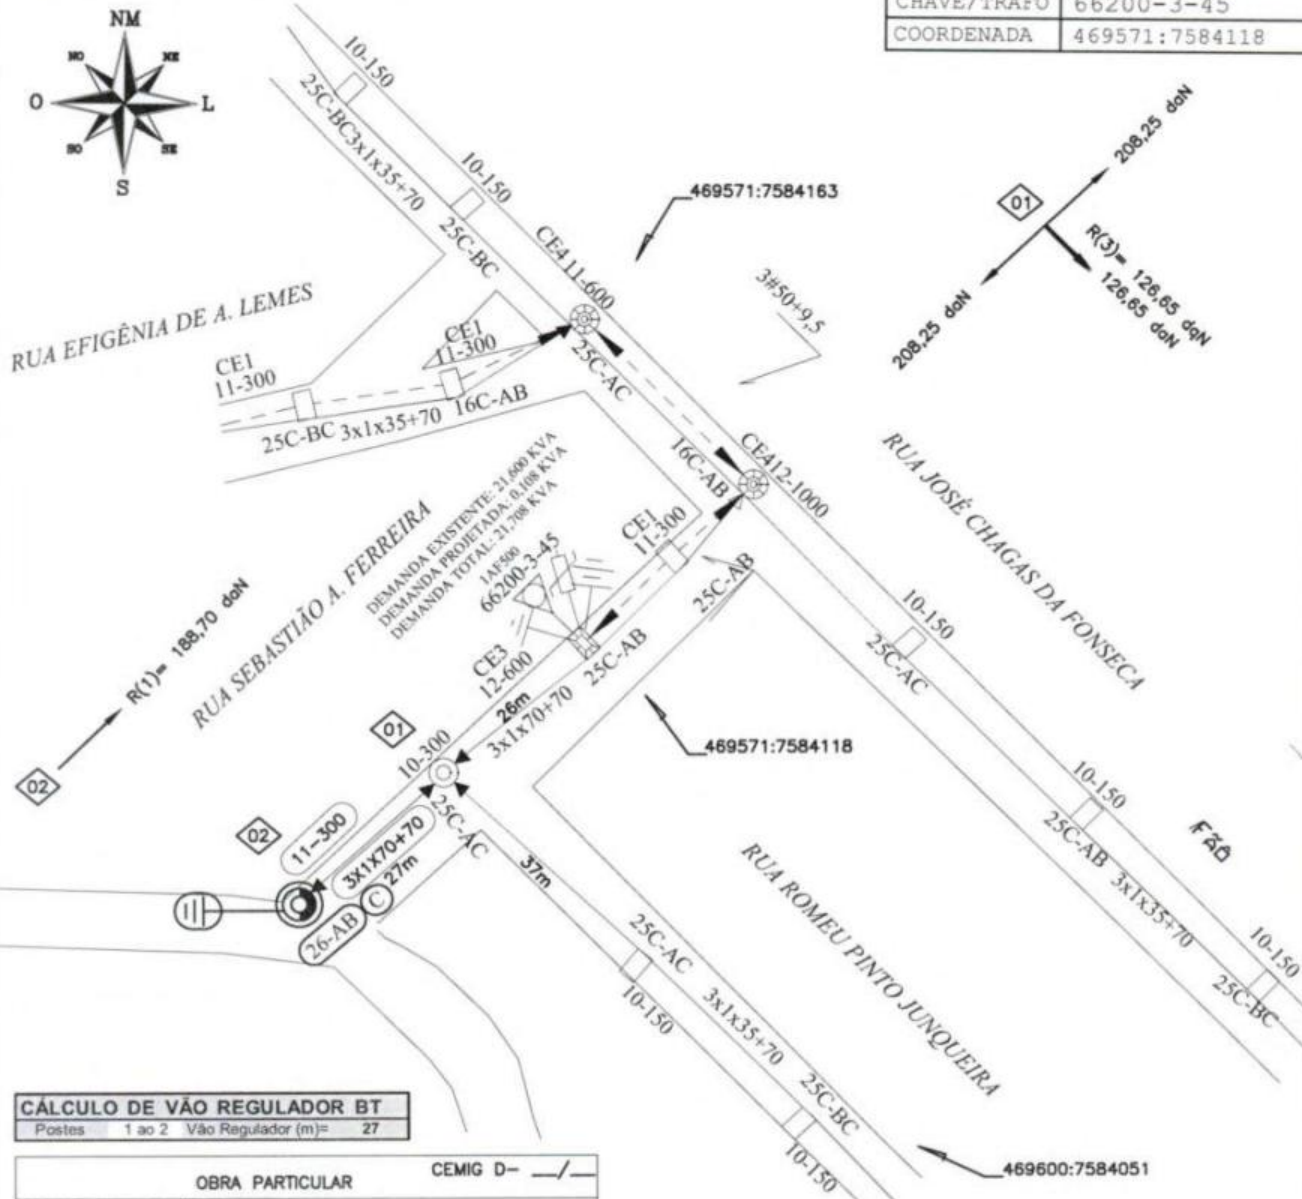 CHAVE/TRAFO 66200-3-45
COORDENADA 469571:7584118
NM
NO
NE
O
L
SO
SE
S
10-150
25C-BC3x1x35+70
10-150
25C-BC
469571:7584163
01
208,25 daN
R(3)= 126,65 daN
126,65 daN
208,25 daN
CE4 11-600
3#50+9,5
RUA EFIGÊNIA DE A. LEMES
CE1
11-300
CE1
11-300
25C-AC
25C-BC 3x1x35+70 16C-AB
16C-AB
CE412-1000
RUA JOSÉ CHAGAS DA FONSECA
DEMANDA EXISTENTE: 21,600 KVA
DEMANDA PROJETADA: 0,108 KVA
DEMANDA TOTAL: 21,708 KVA
1AF500
66200-3-45
CE1
11-300
25C-AB
RUA SEBASTIÃO A. FERREIRA
R(1)= 188,70 daN
02
CE3
12-600
25C-AB
26m
3x1x70+70
10-150
25C-AC
01
10-300
469571:7584118
25C-AC
02
11-300
3X1X70+70
C
27m
26-AB
37m
10-150
25C-AB 3x1x35+70
RUA ROMEU PINTO JUNQUEIRA
25C-AC
10-150
3x1x35+70
25C-BC
10-150
10-150
25C-BC
469600:7584051
CÁLCULO DE VÃO REGULADOR BT
Postes 1 ao 2 Vão Regulador (m)= 27
OBRA PARTICULAR CEMIG D- __/__